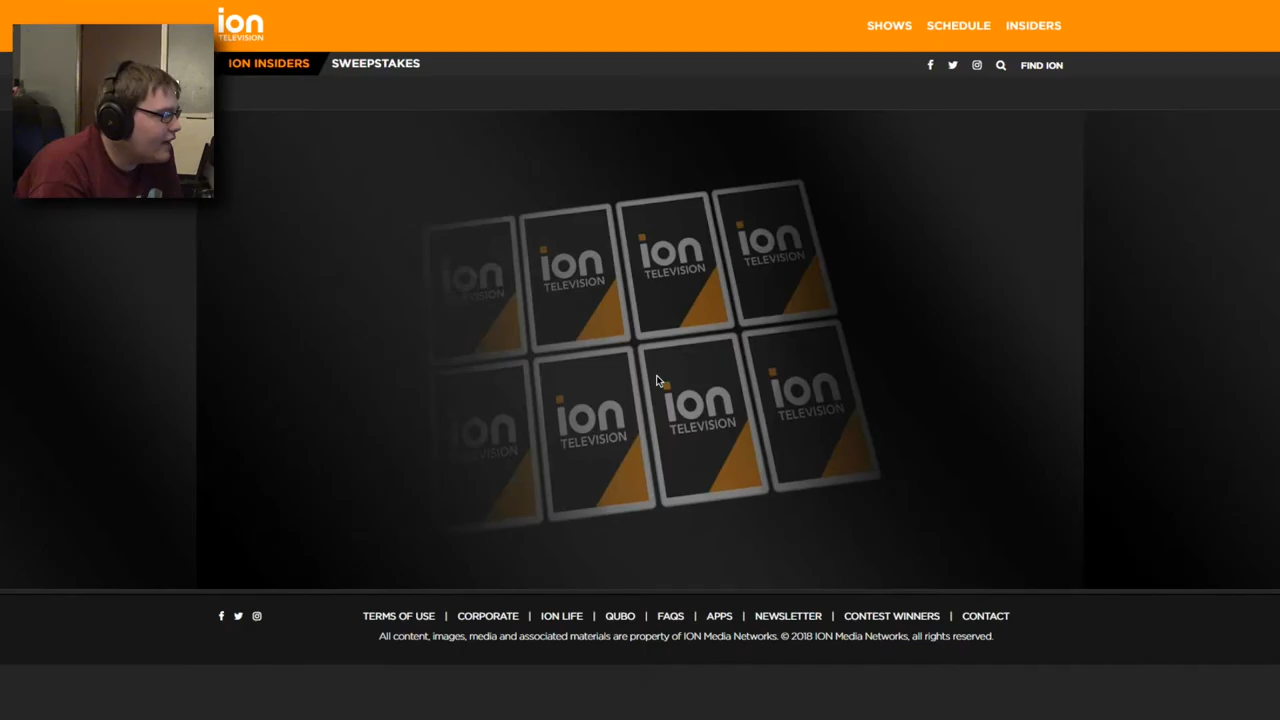 ion
TELEVISION
SHOWS SCHEDULE INSIDERS
ION INSIDERS SWEEPSTAKES
FIND ION
ion
TELEVISION
ion
TELEVISION
ion
TELEVISION
ion
TELEVISION
ion
TELEVISION
ion
TELEVISION
ion
TELEVISION
ion
TELEVISION
TERMS OF USE | CORPORATE | ION LIFE | QUBO | FAQS | APPS | NEWSLETTER | CONTEST WINNERS | CONTACT
All content, images, media and associated materials are property of ION Media Networks. © 2018 ION Media Networks, all rights reserved.